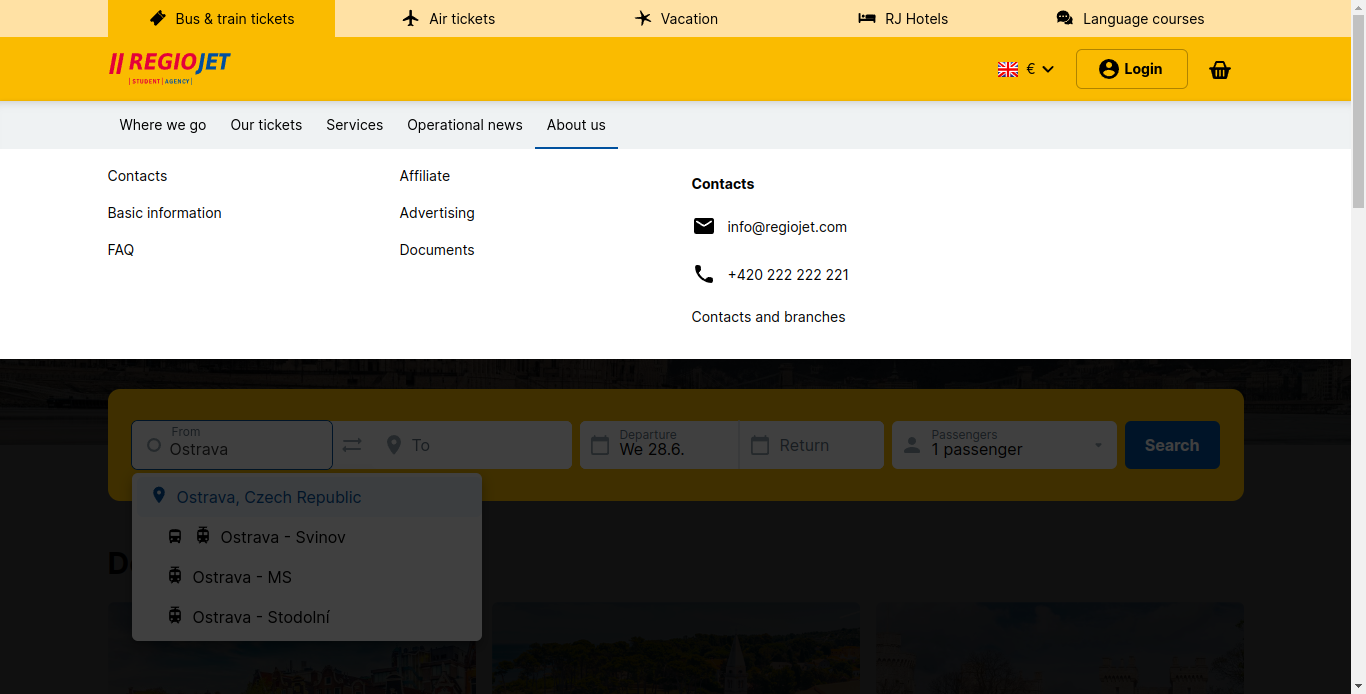 Bus & train tickets
Air tickets
Vacation
RJ Hotels
Language courses
REGIOJET
STUDENT AGENCY
€
Login
Where we go
Our tickets
Services
Operational news
About us
Contacts
Basic information
FAQ
Affiliate
Advertising
Documents
Contacts
info@regiojet.com
+420 222 222 221
Contacts and branches
From
Ostrava
To
Departure
We 28.6.
Return
Passengers
1 passenger
Search
Ostrava, Czech Republic
Ostrava - Svinov
Ostrava - MS
Ostrava - Stodolní